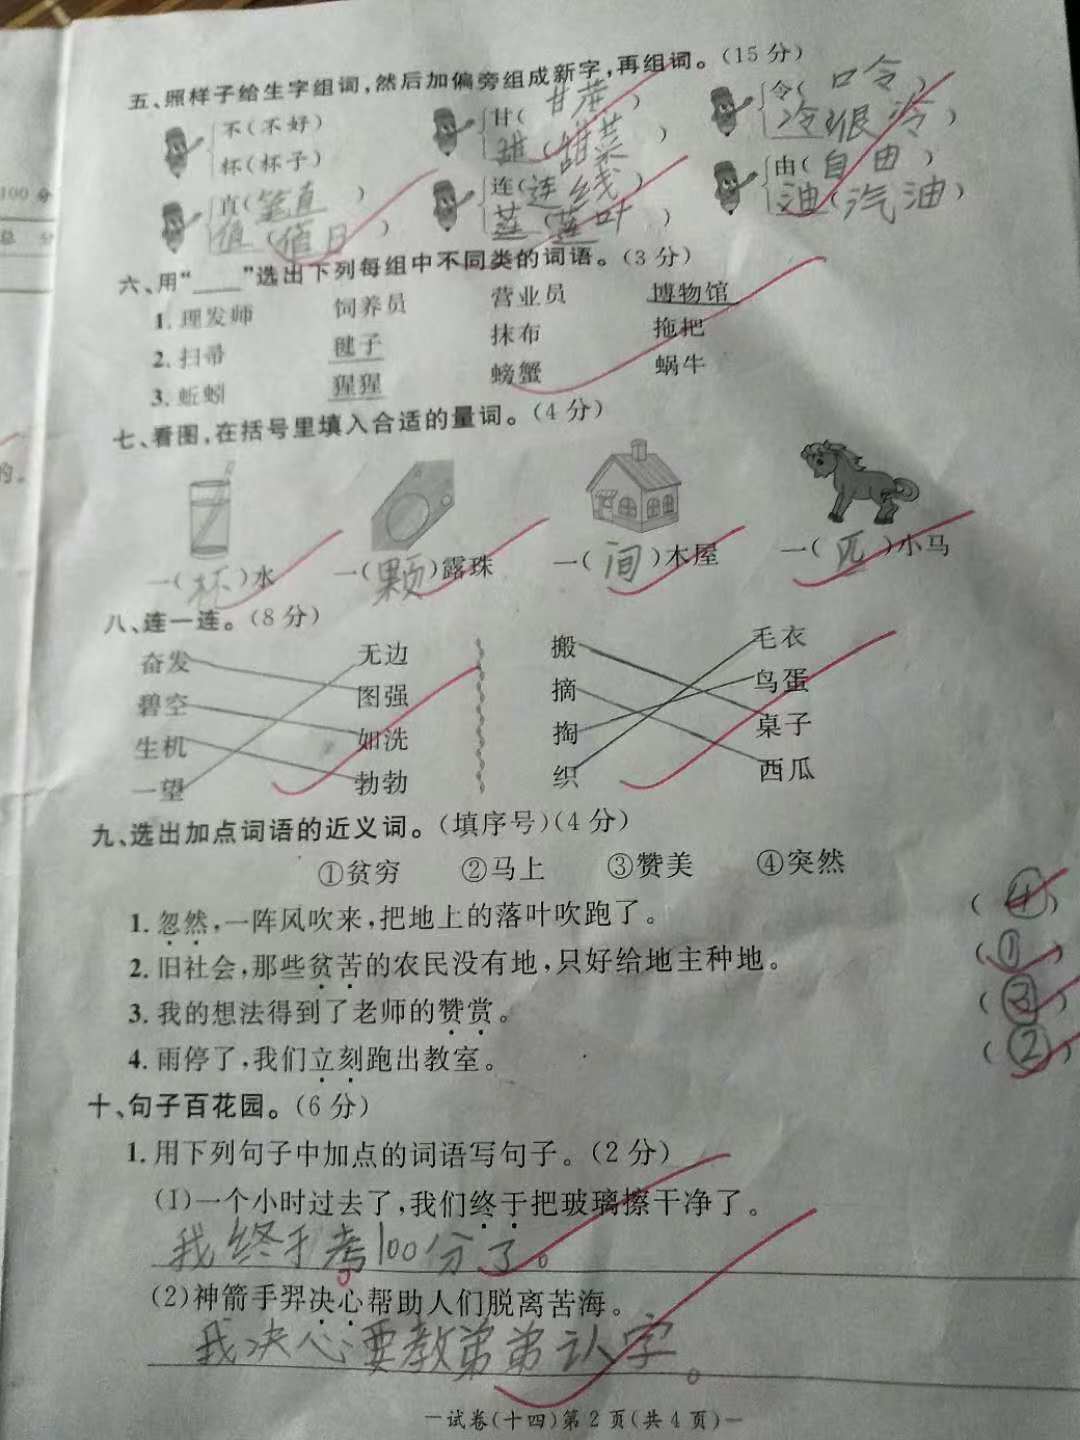 五、照样子给生字组词,然后加偏旁组成新字,再组词。(15分)
不(不好) 甘(甘蔗) 令(口令)
杯(杯子) 甜(甜菜) 冷(很冷)
直(笔直) 连(连线) 由(自由)
值(值日) 莲(莲叶) 油(汽油)
100分
总 分
六、用“____”选出下列每组中不同类的词语。(3分)
1. 理发师 饲养员 营业员 博物馆
2. 扫帚 毽子 抹布 拖把
3. 蚯蚓 猩猩 螃蟹 蜗牛
七、看图,在括号里填入合适的量词。(4分)
的。
一(杯)水 一(颗)露珠 一(间)木屋 一(匹)小马
八、连一连。(8分)
奋发 无边 搬 毛衣
碧空 图强 摘 鸟蛋
生机 如洗 掏 桌子
一望 勃勃 织 西瓜
九、选出加点词语的近义词。(填序号)(4分)
①贫穷 ②马上 ③赞美 ④突然
1. 忽然,一阵风吹来,把地上的落叶吹跑了。 (④)
2. 旧社会,那些贫苦的农民没有地,只好给地主种地。 (①)
3. 我的想法得到了老师的赞赏。 (③)
4. 雨停了,我们立刻跑出教室。 (②)
十、句子百花园。(6分)
1. 用下列句子中加点的词语写句子。(2分)
(1)一个小时过去了,我们终于把玻璃擦干净了。
我终于考100分了。
(2)神箭手羿决心帮助人们脱离苦海。
我决心要教弟弟认字。
—试卷(十四)第2页(共4页)—